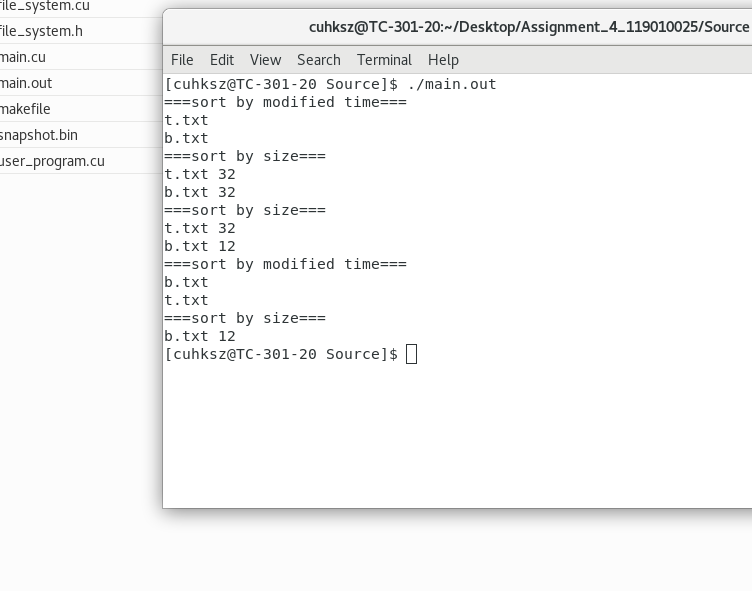 file_system.cu
file_system.h
main.cu
main.out
makefile
snapshot.bin
user_program.cu
cuhksz@TC-301-20:~/Desktop/Assignment_4_119010025/Source
File Edit View Search Terminal Help
[cuhksz@TC-301-20 Source]$ ./main.out
===sort by modified time===
t.txt
b.txt
===sort by size===
t.txt 32
b.txt 32
===sort by size===
t.txt 32
b.txt 12
===sort by modified time===
b.txt
t.txt
===sort by size===
b.txt 12
[cuhksz@TC-301-20 Source]$